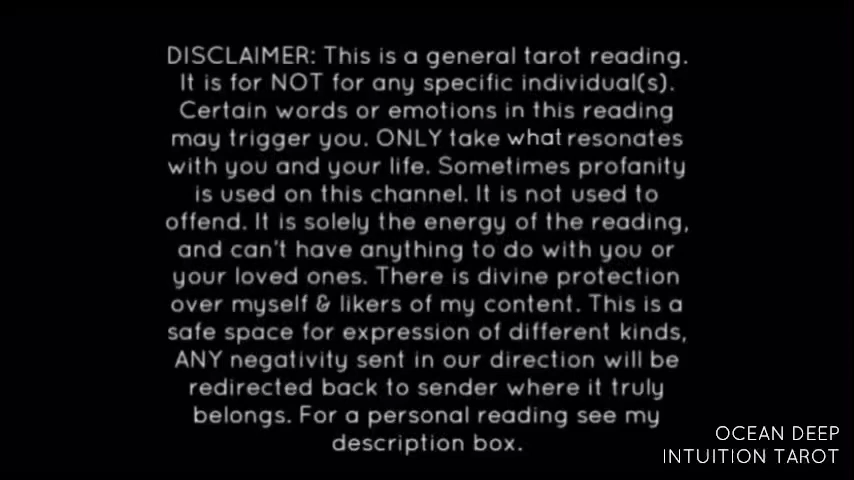 DISCLAIMER: This is a general tarot reading.
It is for NOT for any specific individual(s).
Certain words or emotions in this reading
may trigger you. ONLY take what resonates
with you and your life. Sometimes profanity
is used on this channel. It is not used to
offend. It is solely the energy of the reading,
and can't have anything to do with you or
your loved ones. There is divine protection
over myself & likers of my content. This is a
safe space for expression of different kinds,
ANY negativity sent in our direction will be
redirected back to sender where it truly
belongs. For a personal reading see my
description box.
OCEAN DEEP
INTUITION TAROT